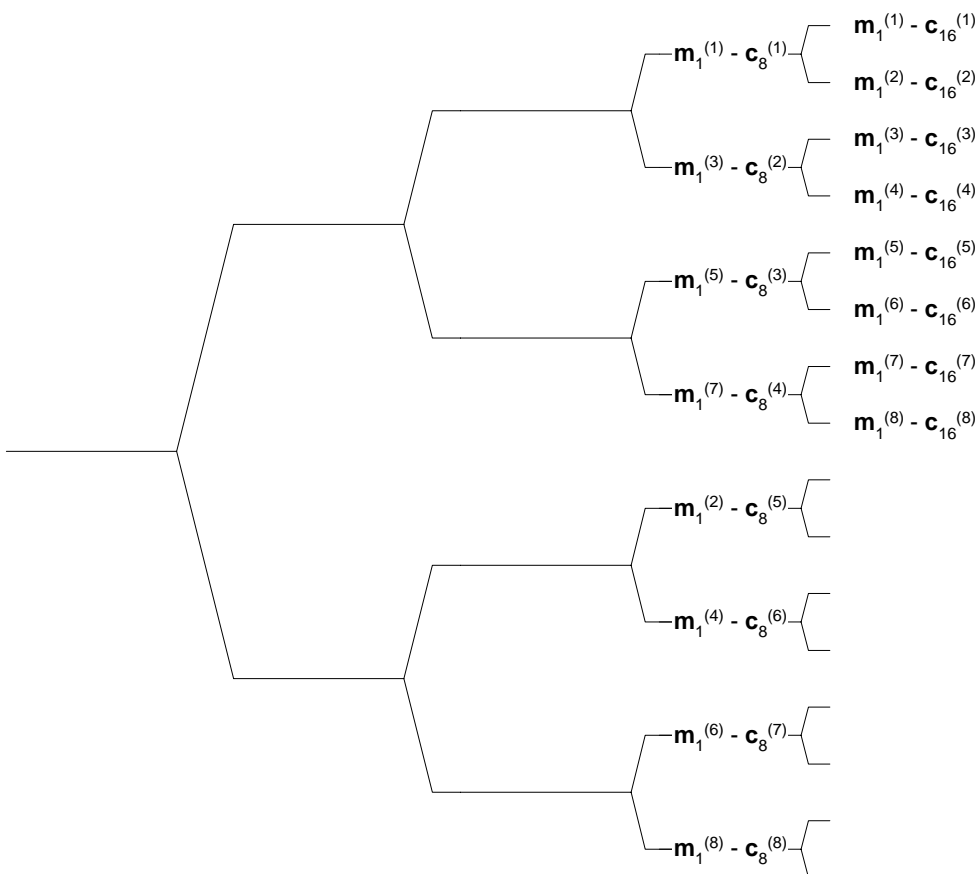 m₁⁽¹⁾ - c₁₆⁽¹⁾
m₁⁽¹⁾ - c₈⁽¹⁾
m₁⁽²⁾ - c₁₆⁽²⁾
m₁⁽³⁾ - c₁₆⁽³⁾
m₁⁽³⁾ - c₈⁽²⁾
m₁⁽⁴⁾ - c₁₆⁽⁴⁾
m₁⁽⁵⁾ - c₁₆⁽⁵⁾
m₁⁽⁵⁾ - c₈⁽³⁾
m₁⁽⁶⁾ - c₁₆⁽⁶⁾
m₁⁽⁷⁾ - c₁₆⁽⁷⁾
m₁⁽⁷⁾ - c₈⁽⁴⁾
m₁⁽⁸⁾ - c₁₆⁽⁸⁾
m₁⁽²⁾ - c₈⁽⁵⁾
m₁⁽⁴⁾ - c₈⁽⁶⁾
m₁⁽⁶⁾ - c₈⁽⁷⁾
m₁⁽⁸⁾ - c₈⁽⁸⁾